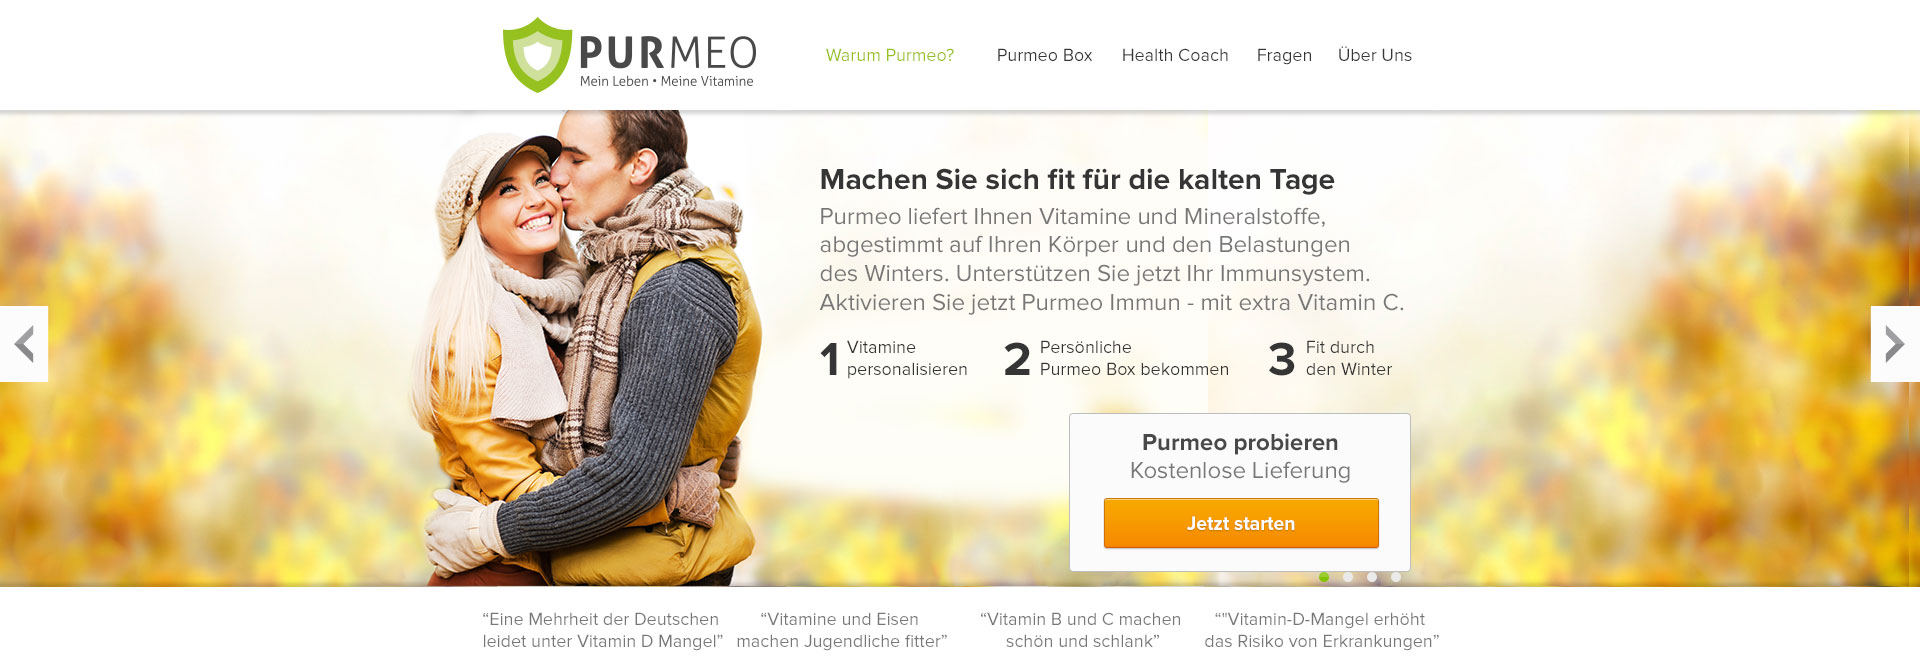 PURMEO
Mein Leben • Meine Vitamine
Warum Purmeo?
Purmeo Box
Health Coach
Fragen
Über Uns
Machen Sie sich fit für die kalten Tage
Purmeo liefert Ihnen Vitamine und Mineralstoffe,
abgestimmt auf Ihren Körper und den Belastungen
des Winters. Unterstützen Sie jetzt Ihr Immunsystem.
Aktivieren Sie jetzt Purmeo Immun - mit extra Vitamin C.
1
Vitamine
personalisieren
2
Persönliche
Purmeo Box bekommen
3
Fit durch
den Winter
Purmeo probieren
Kostenlose Lieferung
Jetzt starten
“Eine Mehrheit der Deutschen
leidet unter Vitamin D Mangel”
“Vitamine und Eisen
machen Jugendliche fitter”
“Vitamin B und C machen
schön und schlank”
“"Vitamin-D-Mangel erhöht
das Risiko von Erkrankungen”